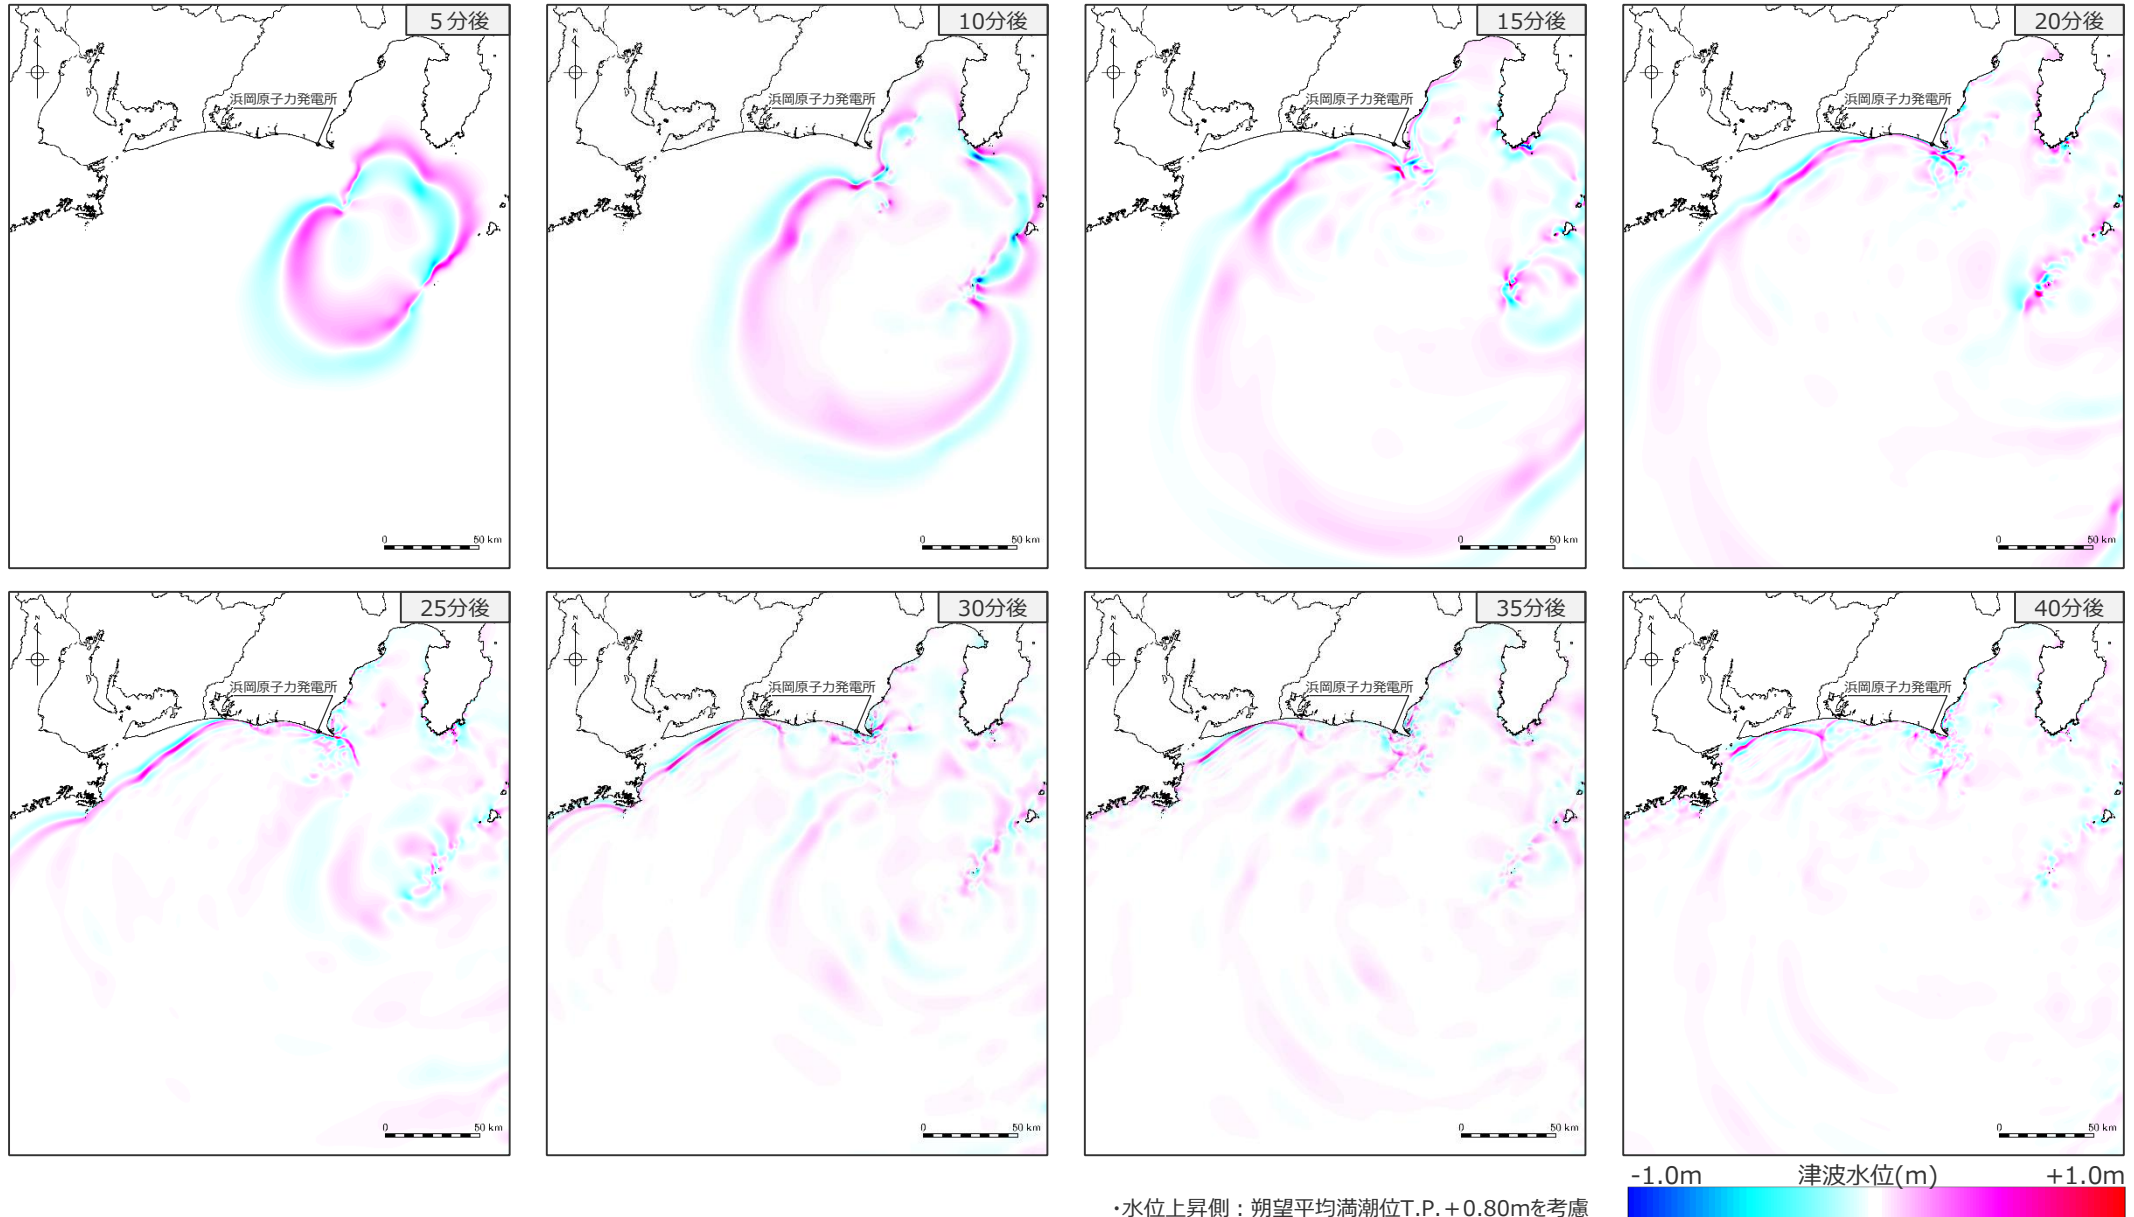 5分後
浜岡原子力発電所
N
0 50 km
10分後
浜岡原子力発電所
N
0 50 km
15分後
浜岡原子力発電所
N
0 50 km
20分後
浜岡原子力発電所
N
0 50 km
25分後
浜岡原子力発電所
N
0 50 km
30分後
浜岡原子力発電所
N
0 50 km
35分後
浜岡原子力発電所
N
0 50 km
40分後
浜岡原子力発電所
N
0 50 km
-1.0m 津波水位(m) +1.0m
・水位上昇側：朔望平均満潮位T.P.＋0.80mを考慮